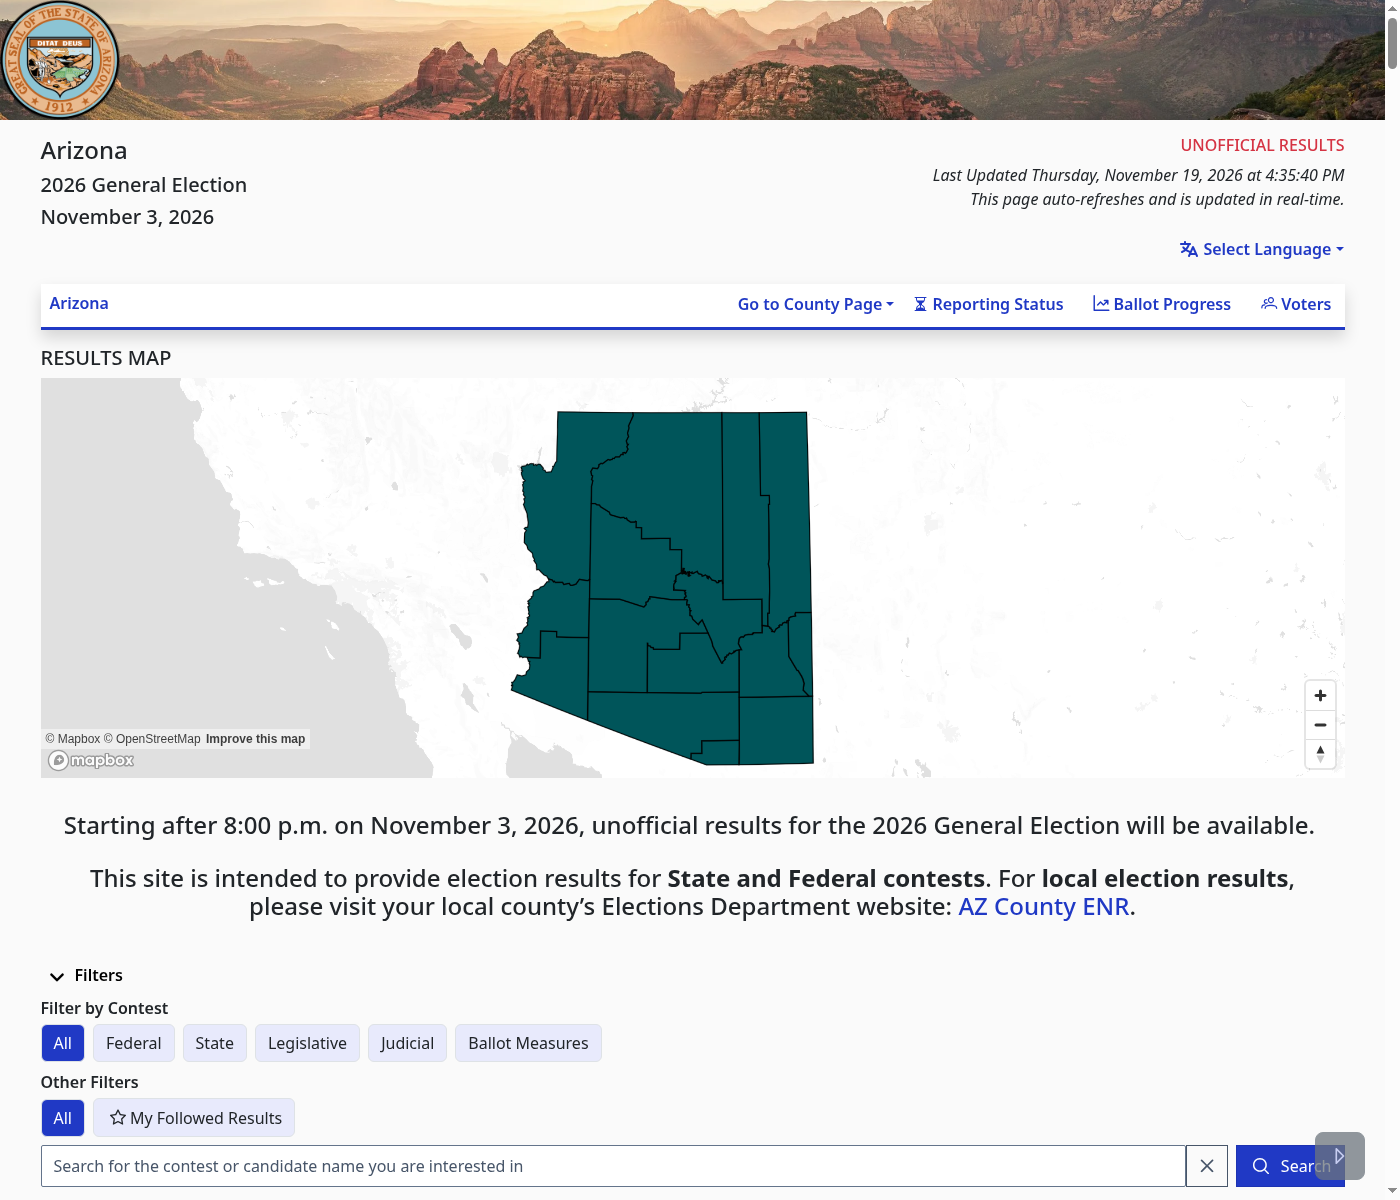 GREAT SEAL OF THE STATE OF ARIZONA
DITAT DEUS
1912
Arizona
2026 General Election
November 3, 2026
UNOFFICIAL RESULTS
Last Updated Thursday, November 19, 2026 at 4:35:40 PM
This page auto-refreshes and is updated in real-time.
Select Language
Arizona
Go to County Page
Reporting Status
Ballot Progress
Voters
RESULTS MAP
© Mapbox © OpenStreetMap Improve this map
mapbox
Starting after 8:00 p.m. on November 3, 2026, unofficial results for the 2026 General Election will be available.
This site is intended to provide election results for State and Federal contests. For local election results,
please visit your local county’s Elections Department website: AZ County ENR.
Filters
Filter by Contest
All Federal State Legislative Judicial Ballot Measures
Other Filters
All My Followed Results
Search for the contest or candidate name you are interested in
Search